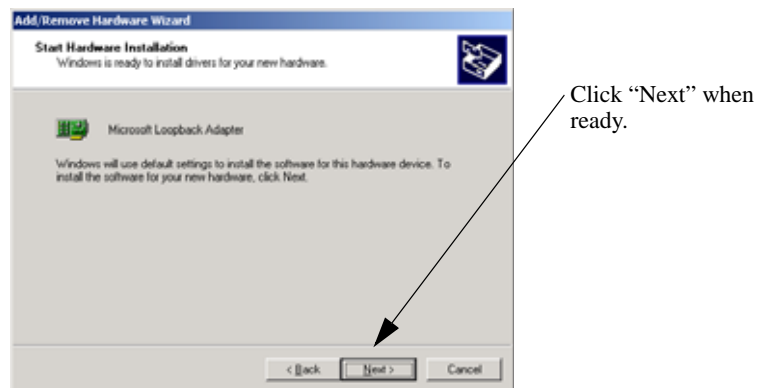 Add/Remove Hardware Wizard
Start Hardware Installation
Windows is ready to install drivers for your new hardware.
Microsoft Loopback Adapter
Windows will use default settings to install the software for this hardware device. To
install the software for your new hardware, click Next.
< Back
Next >
Cancel
Click “Next” when
ready.